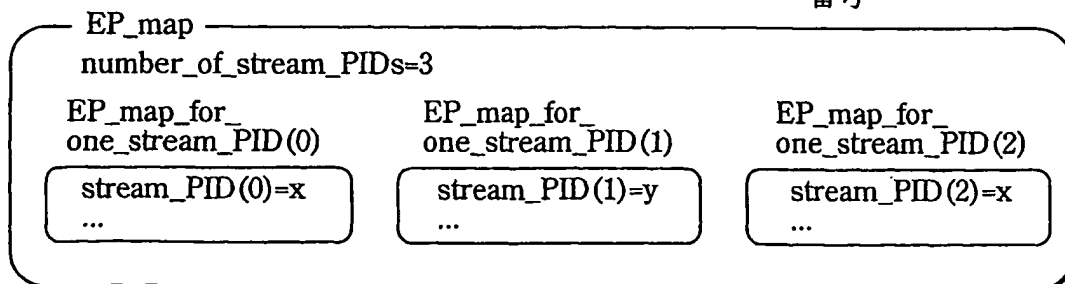 EP_map
number_of_stream_PIDs=3
EP_map_for_
one_stream_PID(0)
EP_map_for_
one_stream_PID(1)
EP_map_for_
one_stream_PID(2)
stream_PID(0)=x
...
stream_PID(1)=y
...
stream_PID(2)=x
...